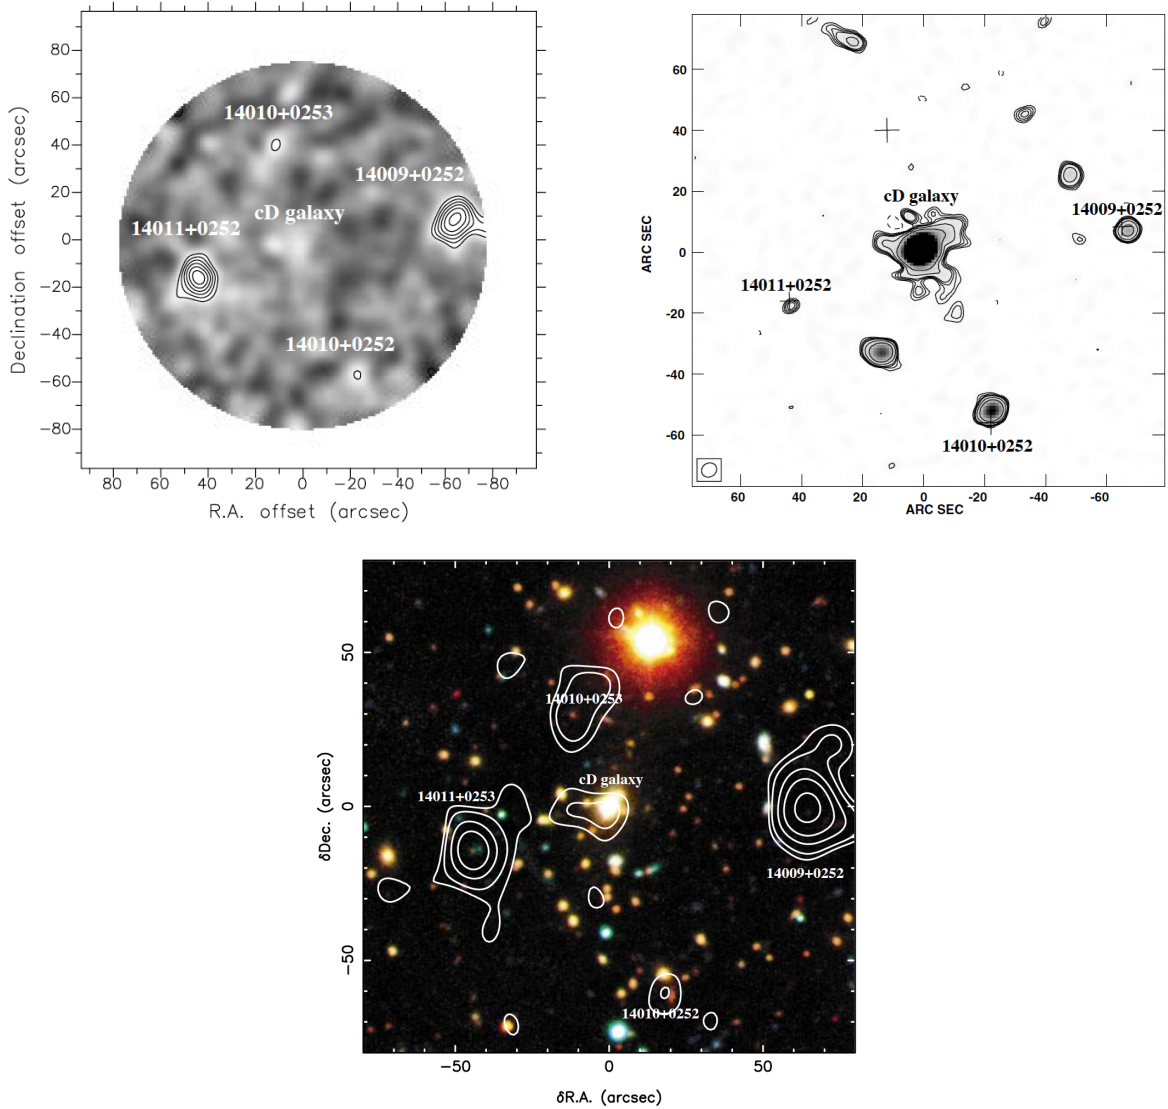 80
60
40
20
0
−20
−40
−60
−80
Declination offset (arcsec)
14010+0253
14009+0252
cD galaxy
14011+0252
14010+0252
80 60 40 20 0 −20 −40 −60 −80
R.A. offset (arcsec)
60
40
20
0
-20
-40
-60
ARC SEC
cD galaxy
14009+0252
14011+0252
14010+0252
60 40 20 0 -20 -40 -60
ARC SEC
50
0
−50
δDec. (arcsec)
14010+0253
cD galaxy
14011+0253
14009+0252
14010+0252
−50 0 50
δR.A. (arcsec)